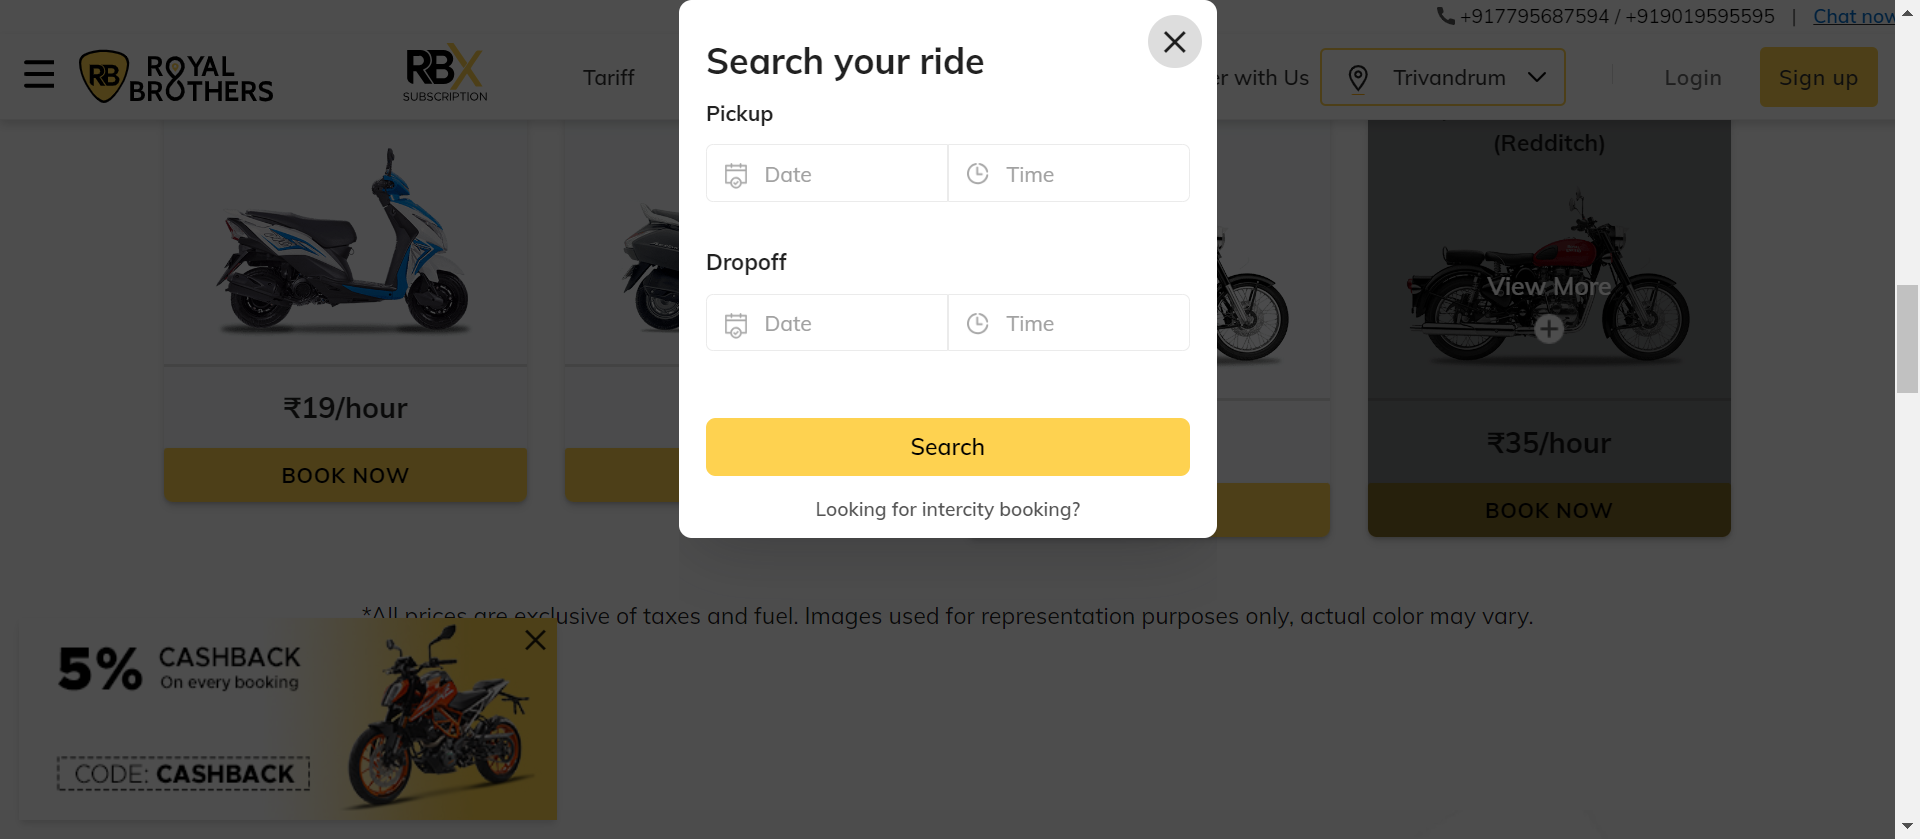 +917795687594 / +919019595595 | Chat now
RB ROYAL
BROTHERS
RBX
SUBSCRIPTION
Tariff
with Us
Trivandrum
Login
Sign up
Search your ride
Pickup
Date
Time
Dropoff
Date
Time
Search
Looking for intercity booking?
(Redditch)
View More
₹19/hour
BOOK NOW
₹35/hour
BOOK NOW
*All prices are exclusive of taxes and fuel. Images used for representation purposes only, actual color may vary.
5% CASHBACK
On every booking
CODE: CASHBACK